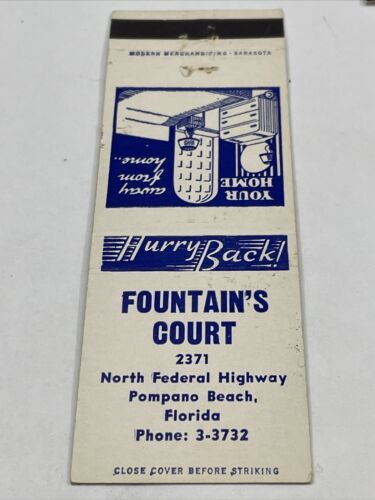 MODERN MERCHANDISING - SARASOTA
YOUR
HOME
away
from
home..
Hurry Back!
FOUNTAIN'S
COURT
2371
North Federal Highway
Pompano Beach,
Florida
Phone: 3-3732
CLOSE COVER BEFORE STRIKING